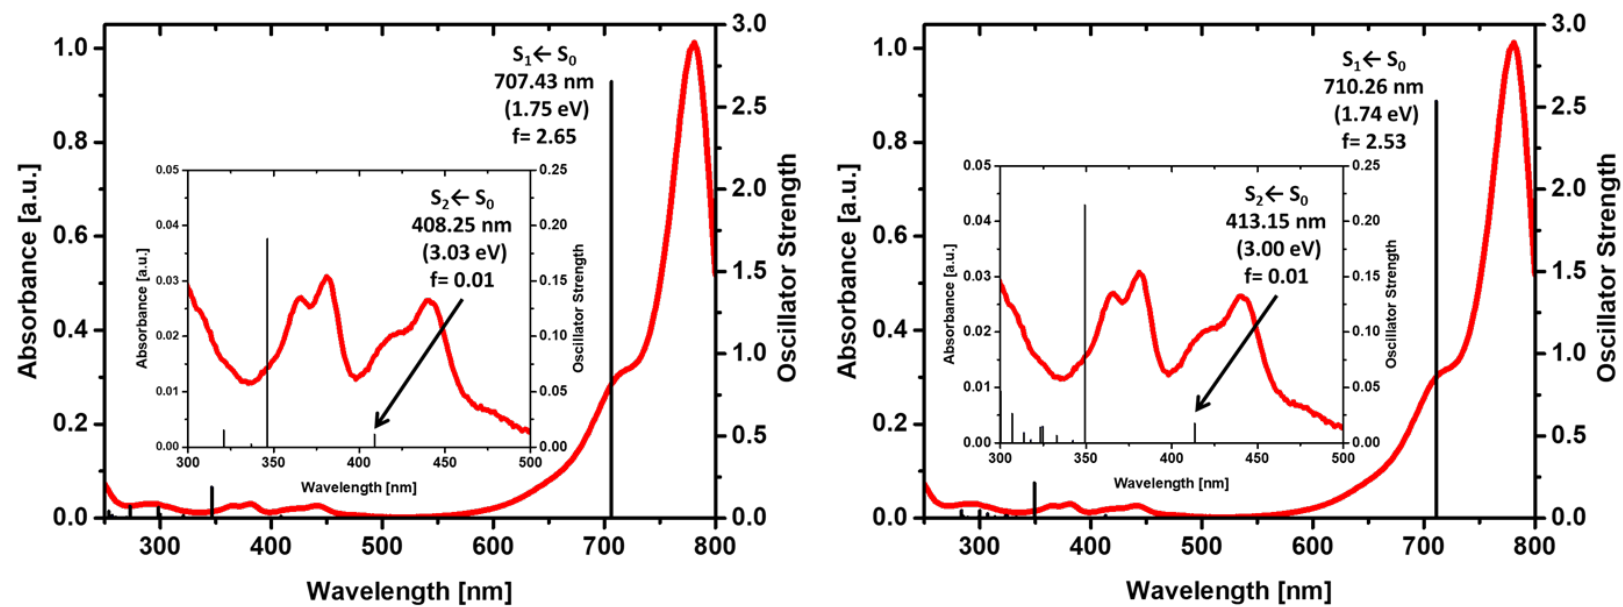 S₁← S₀
707.43 nm
(1.75 eV)
f= 2.65
S₂← S₀
408.25 nm
(3.03 eV)
f= 0.01
Absorbance [a.u.]
1.0
0.8
0.6
0.4
0.2
0.0
Oscillator Strength
3.0
2.5
2.0
1.5
1.0
0.5
0.0
300 400 500 600 700 800
Wavelength [nm]
Absorbance [a.u.]
0.05
0.04
0.03
0.02
0.01
0.00
Oscillator Strength
0.25
0.20
0.15
0.10
0.05
0.00
300 350 400 450 500
Wavelength [nm]
S₁← S₀
710.26 nm
(1.74 eV)
f= 2.53
S₂← S₀
413.15 nm
(3.00 eV)
f= 0.01
Absorbance [a.u.]
1.0
0.8
0.6
0.4
0.2
0.0
Oscillator Strength
3.0
2.5
2.0
1.5
1.0
0.5
0.0
300 400 500 600 700 800
Wavelength [nm]
Absorbance [a.u.]
0.05
0.04
0.03
0.02
0.01
0.00
Oscillator Strength
0.25
0.20
0.15
0.10
0.05
0.00
300 350 400 450 500
Wavelength [nm]